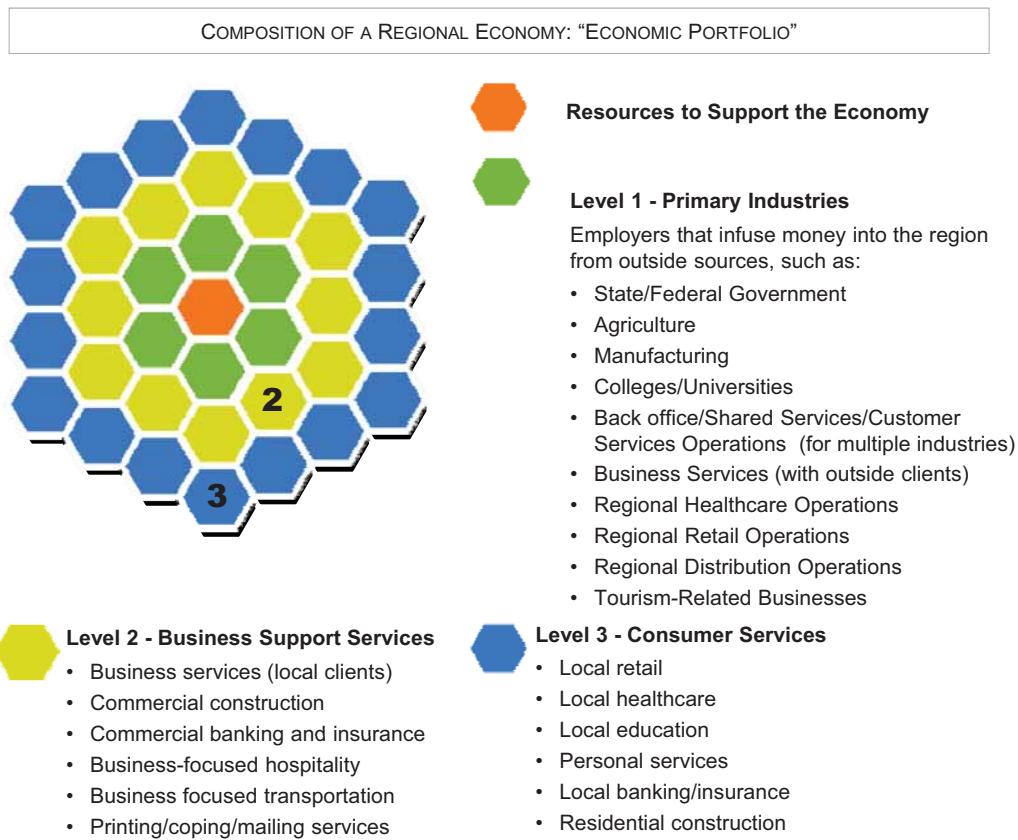 COMPOSITION OF A REGIONAL ECONOMY: “ECONOMIC PORTFOLIO”
2
3
Resources to Support the Economy
Level 1 - Primary Industries
Employers that infuse money into the region
from outside sources, such as:
• State/Federal Government
• Agriculture
• Manufacturing
• Colleges/Universities
• Back office/Shared Services/Customer
Services Operations (for multiple industries)
• Business Services (with outside clients)
• Regional Healthcare Operations
• Regional Retail Operations
• Regional Distribution Operations
• Tourism-Related Businesses
Level 2 - Business Support Services
• Business services (local clients)
• Commercial construction
• Commercial banking and insurance
• Business-focused hospitality
• Business focused transportation
• Printing/coping/mailing services
Level 3 - Consumer Services
• Local retail
• Local healthcare
• Local education
• Personal services
• Local banking/insurance
• Residential construction